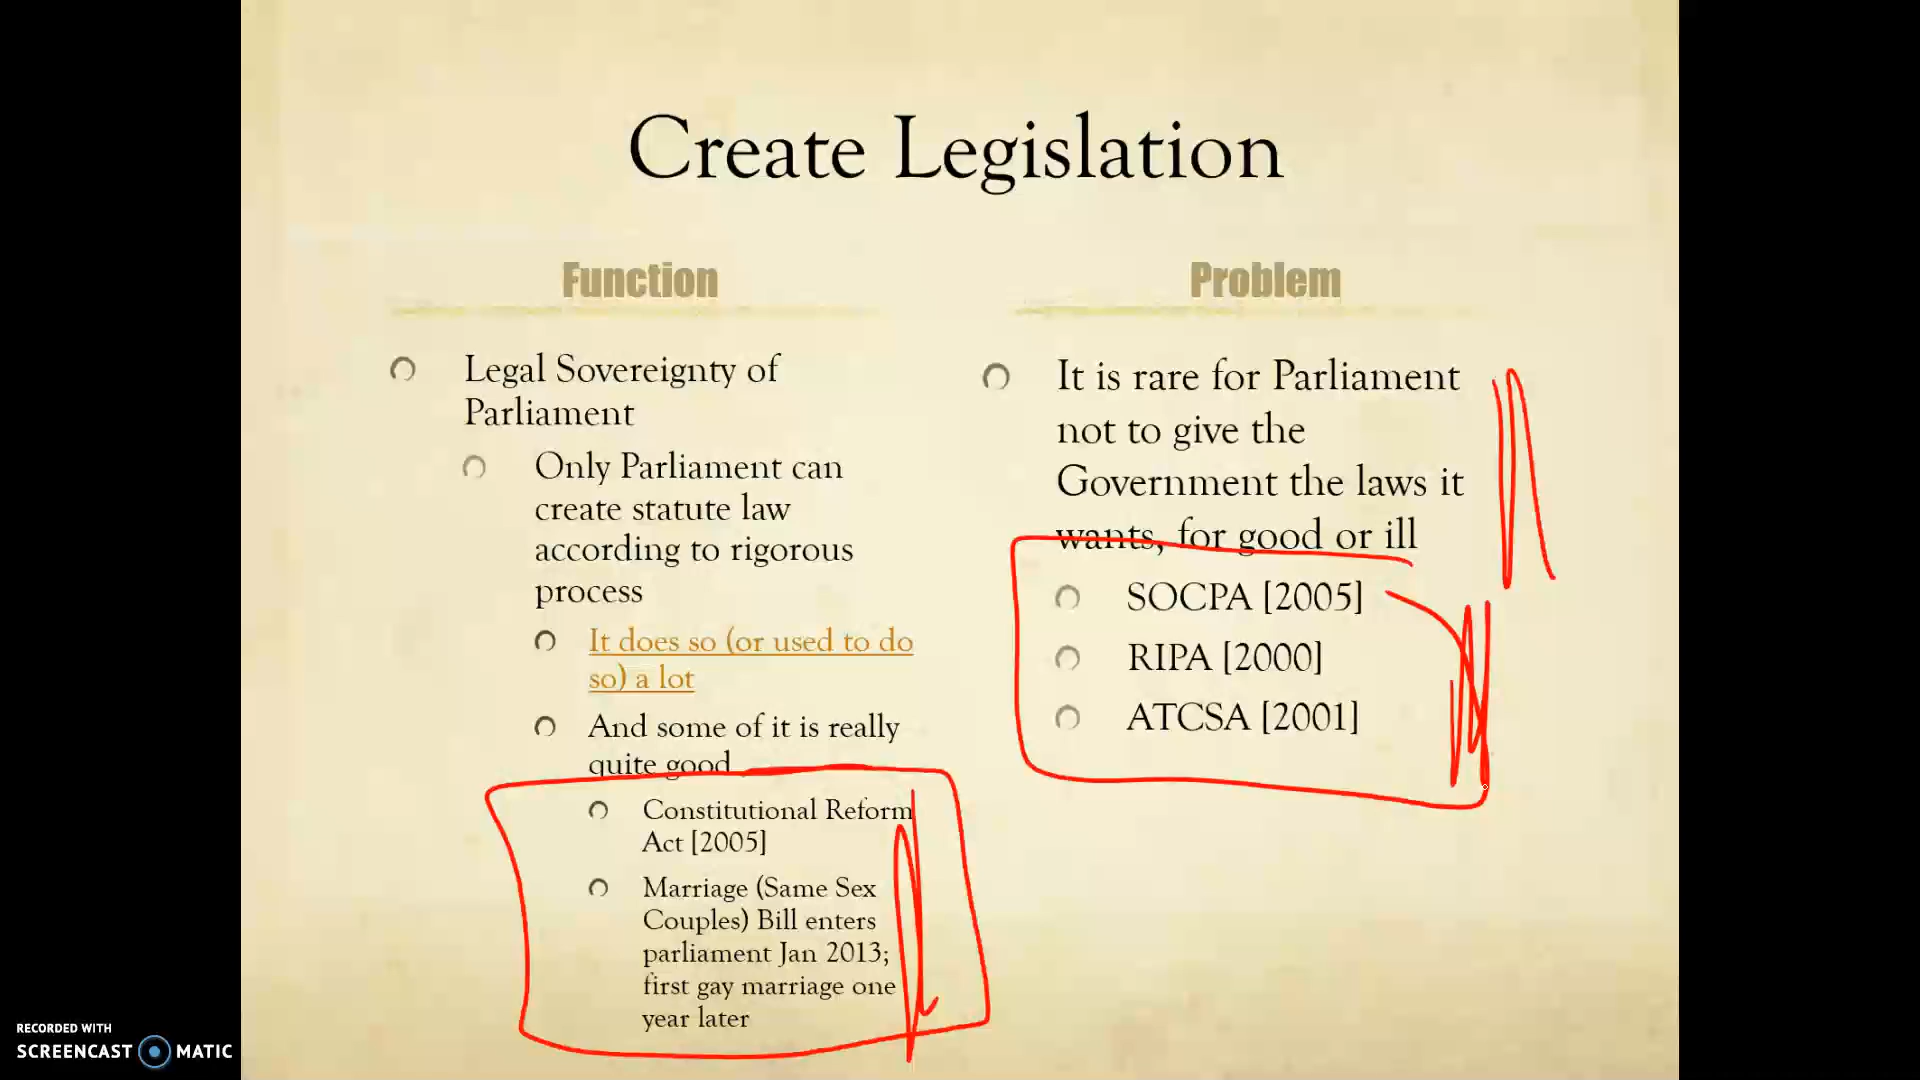 Create Legislation
Function
Legal Sovereignty of
Parliament
Only Parliament can
create statute law
according to rigorous
process
It does so (or used to do
so) a lot
And some of it is really
quite good
Constitutional Reform
Act [2005]
Marriage (Same Sex
Couples) Bill enters
parliament Jan 2013;
first gay marriage one
year later
Problem
It is rare for Parliament
not to give the
Government the laws it
wants, for good or ill
SOCPA [2005]
RIPA [2000]
ATCSA [2001]
RECORDED WITH
SCREENCAST MATIC